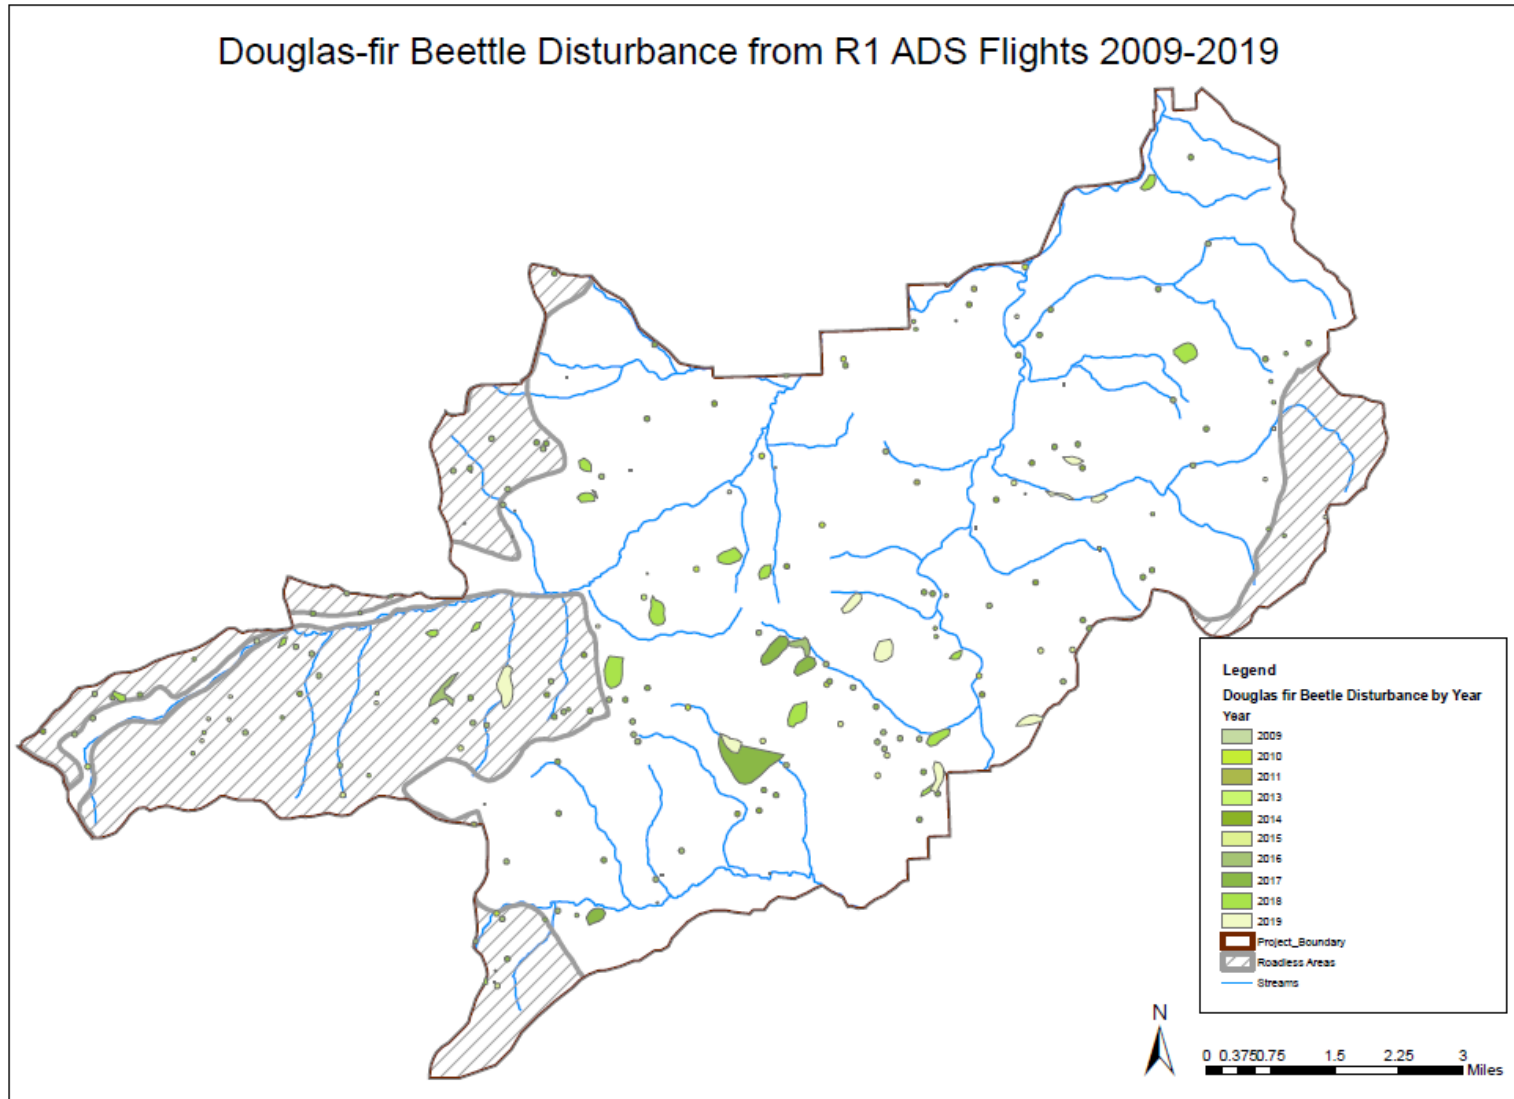 Douglas-fir Beettle Disturbance from R1 ADS Flights 2009-2019
Legend
Douglas fir Beetle Disturbance by Year
Year
2009
2010
2011
2013
2014
2015
2016
2017
2018
2019
Project_Boundary
Roadless Areas
Streams
N
0 0.3750.75 1.5 2.25 3
Miles